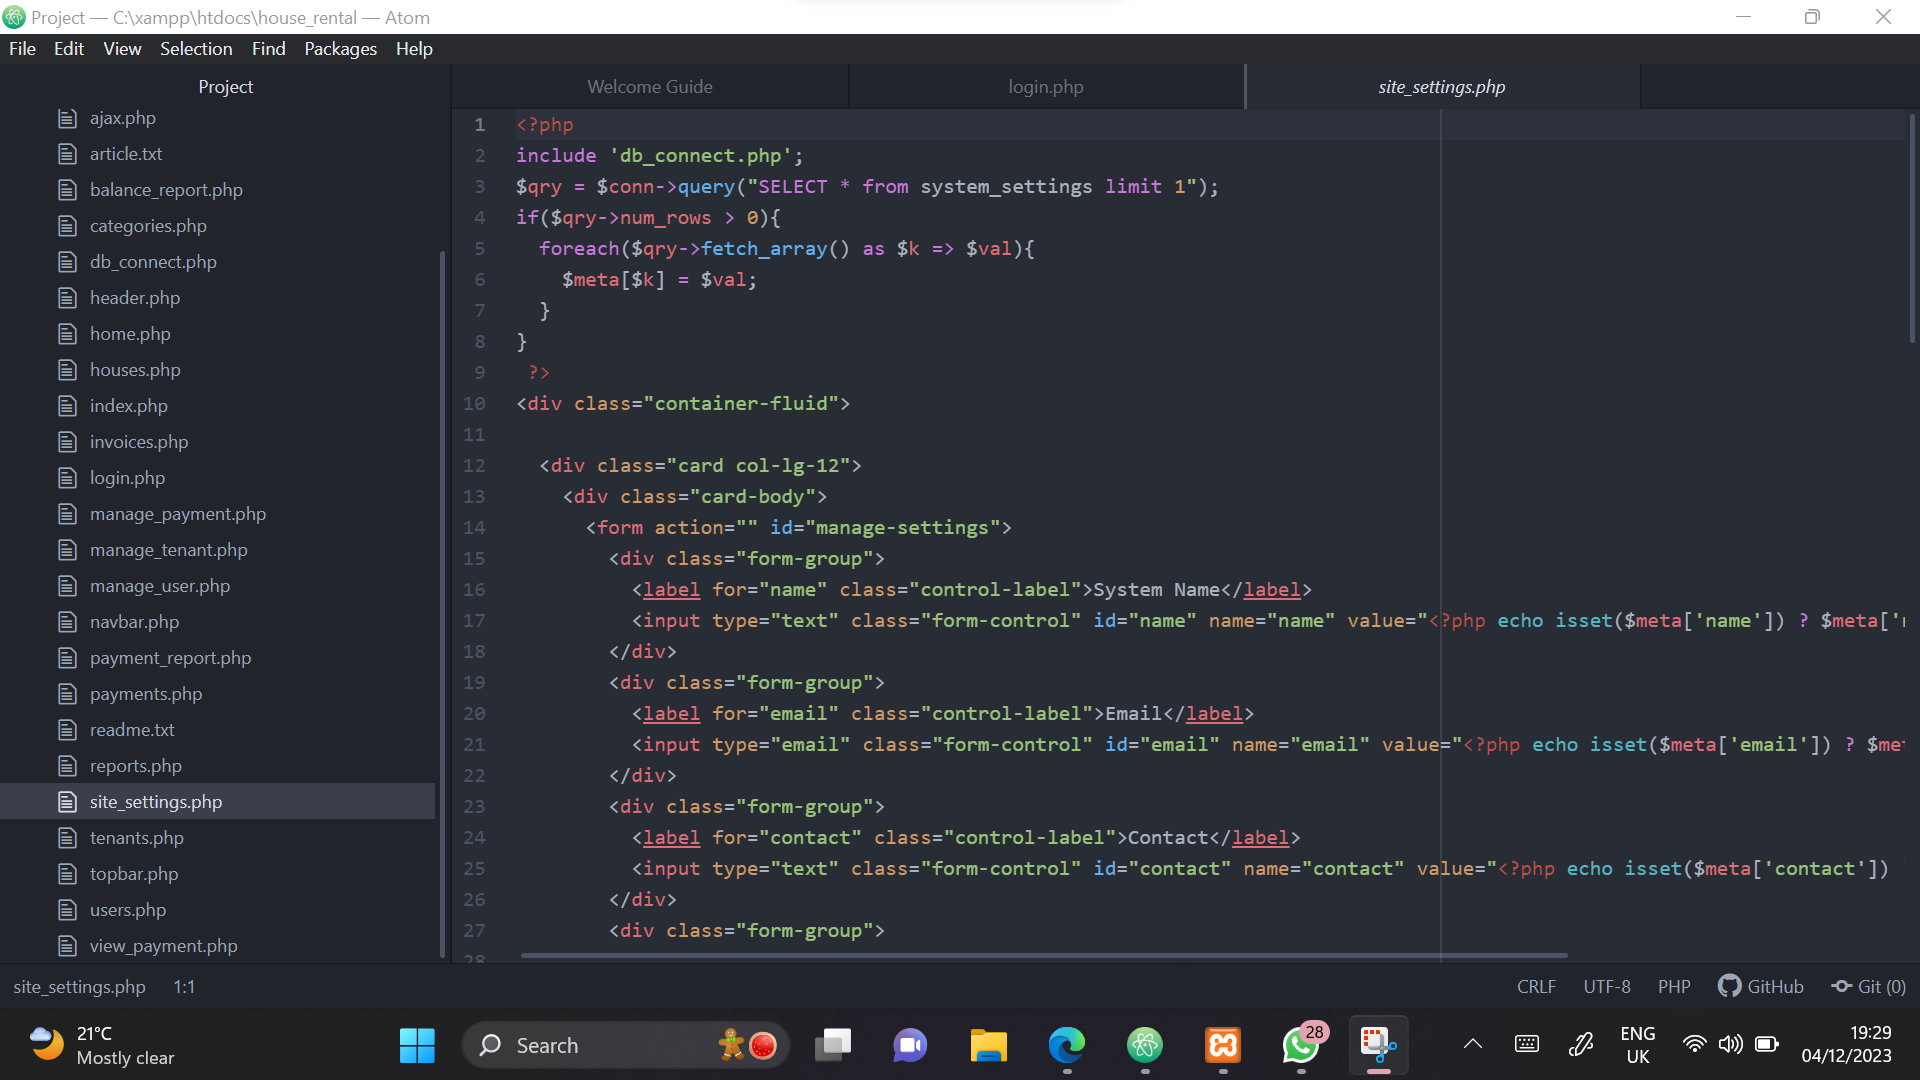 Project — C:\xampp\htdocs\house_rental — Atom
File Edit View Selection Find Packages Help
Project
Welcome Guide
login.php
site_settings.php
ajax.php
article.txt
balance_report.php
categories.php
db_connect.php
header.php
home.php
houses.php
index.php
invoices.php
login.php
manage_payment.php
manage_tenant.php
manage_user.php
navbar.php
payment_report.php
payments.php
readme.txt
reports.php
site_settings.php
tenants.php
topbar.php
users.php
view_payment.php
1 <?php
2 include 'db_connect.php';
3 $qry = $conn->query("SELECT * from system_settings limit 1");
4 if($qry->num_rows > 0){
5   foreach($qry->fetch_array() as $k => $val){
6     $meta[$k] = $val;
7   }
8 }
9  ?>
10 <div class="container-fluid">
11
12   <div class="card col-lg-12">
13     <div class="card-body">
14       <form action="" id="manage-settings">
15         <div class="form-group">
16           <label for="name" class="control-label">System Name</label>
17           <input type="text" class="form-control" id="name" name="name" value="<?php echo isset($meta['name']) ? $meta['
18         </div>
19         <div class="form-group">
20           <label for="email" class="control-label">Email</label>
21           <input type="email" class="form-control" id="email" name="email" value="<?php echo isset($meta['email']) ? $me
22         </div>
23         <div class="form-group">
24           <label for="contact" class="control-label">Contact</label>
25           <input type="text" class="form-control" id="contact" name="contact" value="<?php echo isset($meta['contact'])
26         </div>
27         <div class="form-group">
28
site_settings.php 1:1
CRLF UTF-8 PHP GitHub Git (0)
21°C
Mostly clear
Search
28
ENG
UK
19:29
04/12/2023